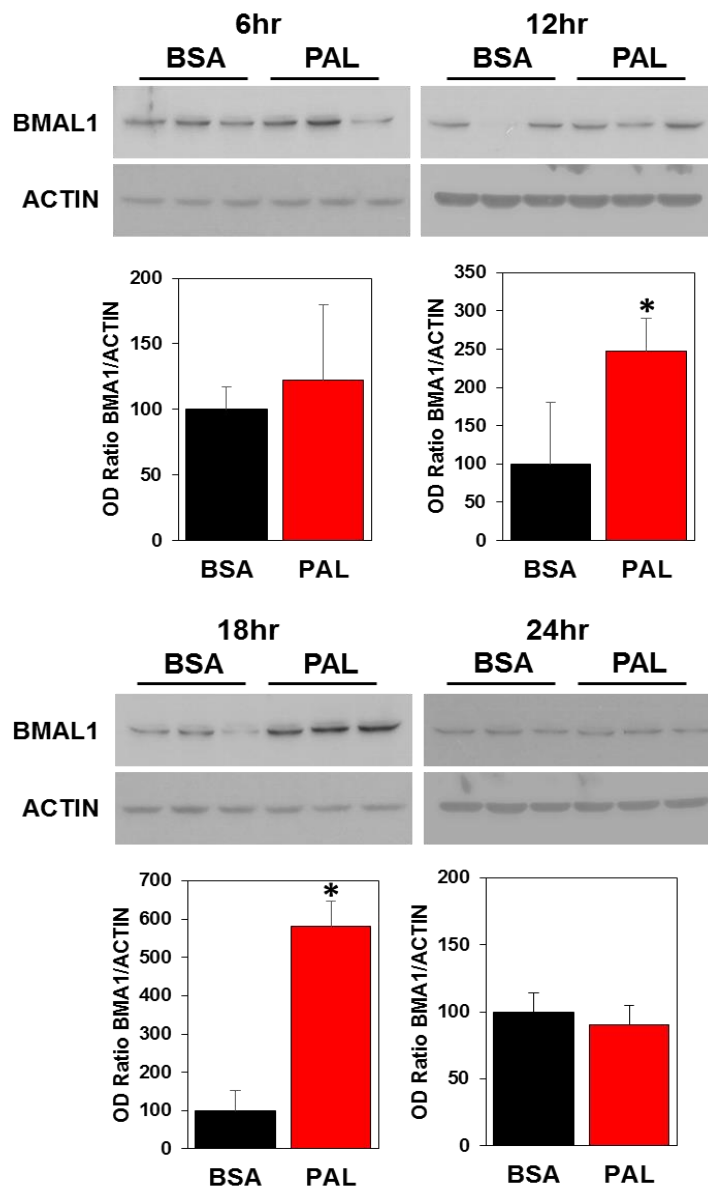 6hr 12hr
BSA PAL BSA PAL
BMAL1
ACTIN
OD Ratio BMA1/ACTIN
200
150
100
50
0
BSA PAL
OD Ratio BMA1/ACTIN
350
300
250
200
150
100
50
0
*
BSA PAL
18hr 24hr
BSA PAL BSA PAL
BMAL1
ACTIN
OD Ratio BMA1/ACTIN
700
600
500
400
300
200
100
0
*
BSA PAL
OD Ratio BMA1/ACTIN
200
150
100
50
0
BSA PAL